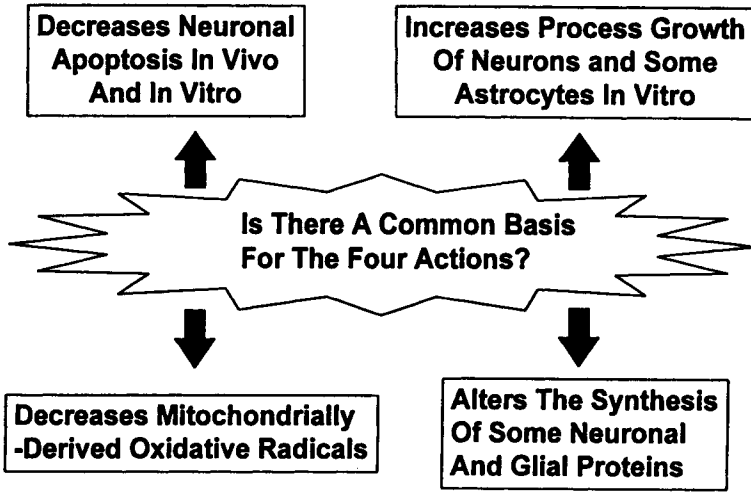 Decreases Neuronal
Apoptosis In Vivo
And In Vitro
Increases Process Growth
Of Neurons and Some
Astrocytes In Vitro
Is There A Common Basis
For The Four Actions?
Decreases Mitochondrially
-Derived Oxidative Radicals
Alters The Synthesis
Of Some Neuronal
And Glial Proteins